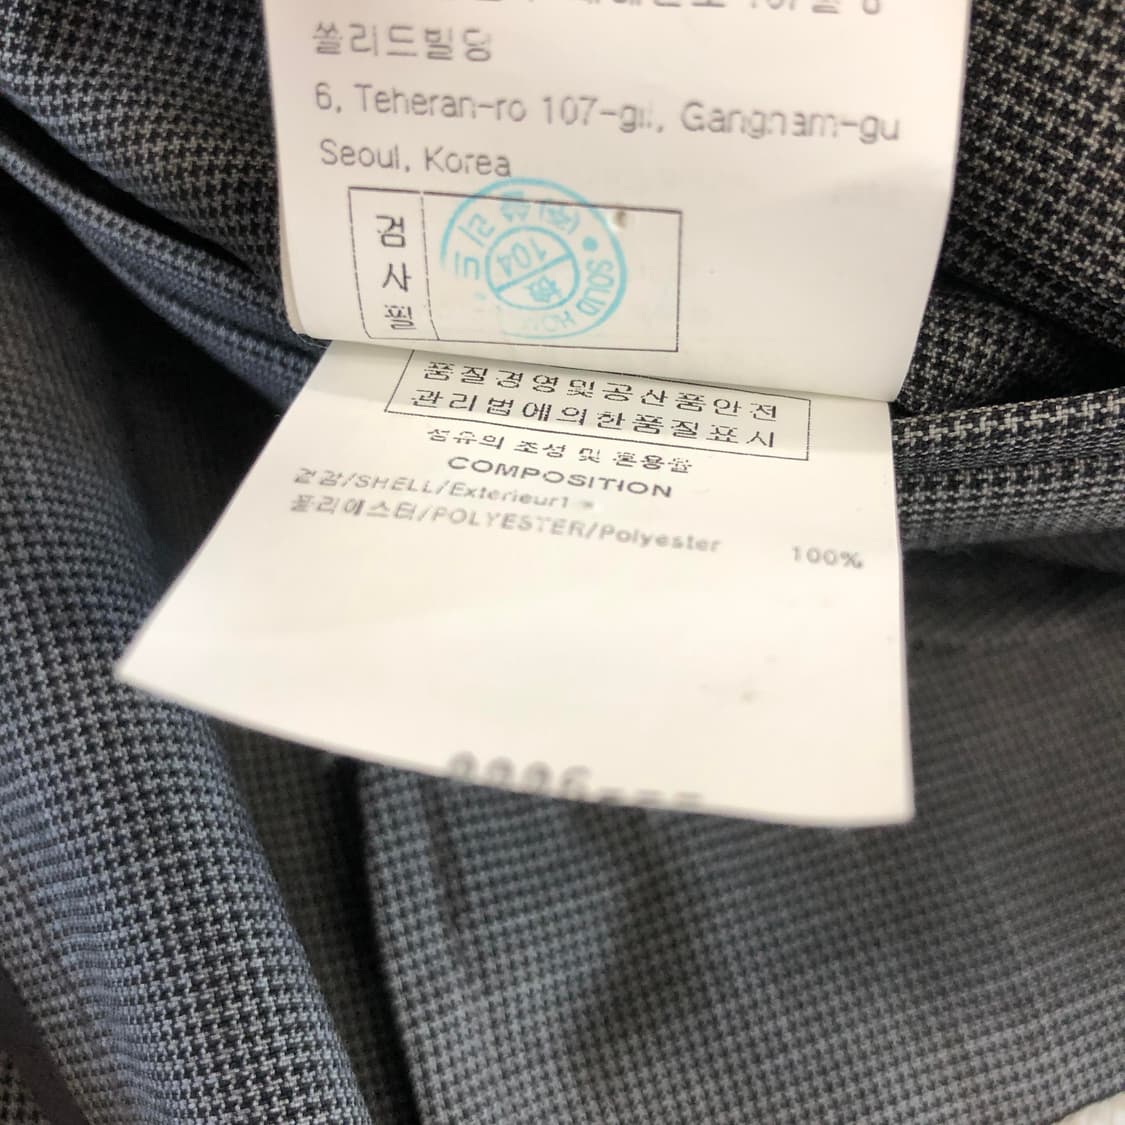 쏠리드빌딩
6, Teheran-ro 107-gil, Gangnam-gu
Seoul, Korea
검
사
필
SOLID
104
품질경영및공산품안전
관리법에의한품질표시
섬유의 조성 및 혼용율
COMPOSITION
겉감/SHELL/Exterieur1
폴리에스터/POLYESTER/Polyester 100%